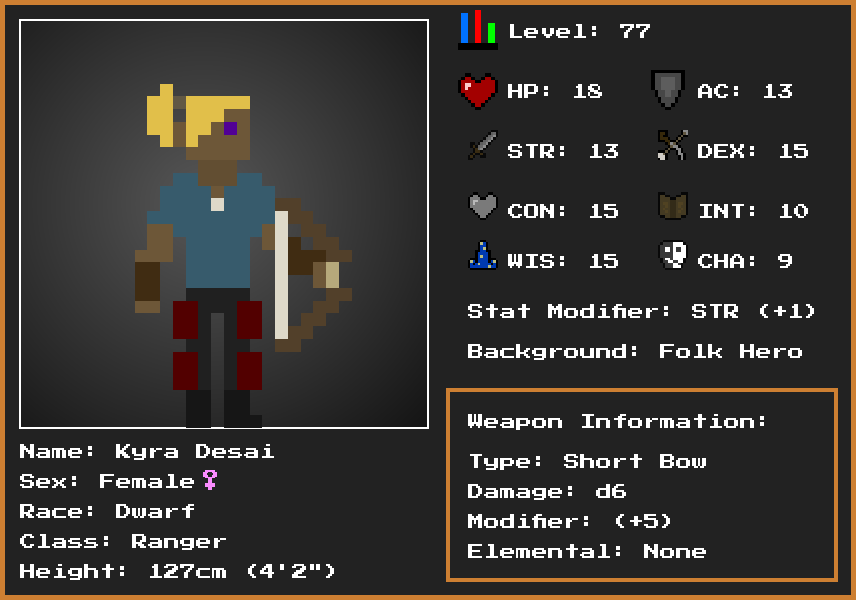 Level: 77
HP: 18 AC: 13
STR: 13 DEX: 15
CON: 15 INT: 10
WIS: 15 CHA: 9
Stat Modifier: STR (+1)
Background: Folk Hero
Weapon Information:
Type: Short Bow
Damage: d6
Modifier: (+5)
Elemental: None
Name: Kyra Desai
Sex: Female♀
Race: Dwarf
Class: Ranger
Height: 127cm (4'2")